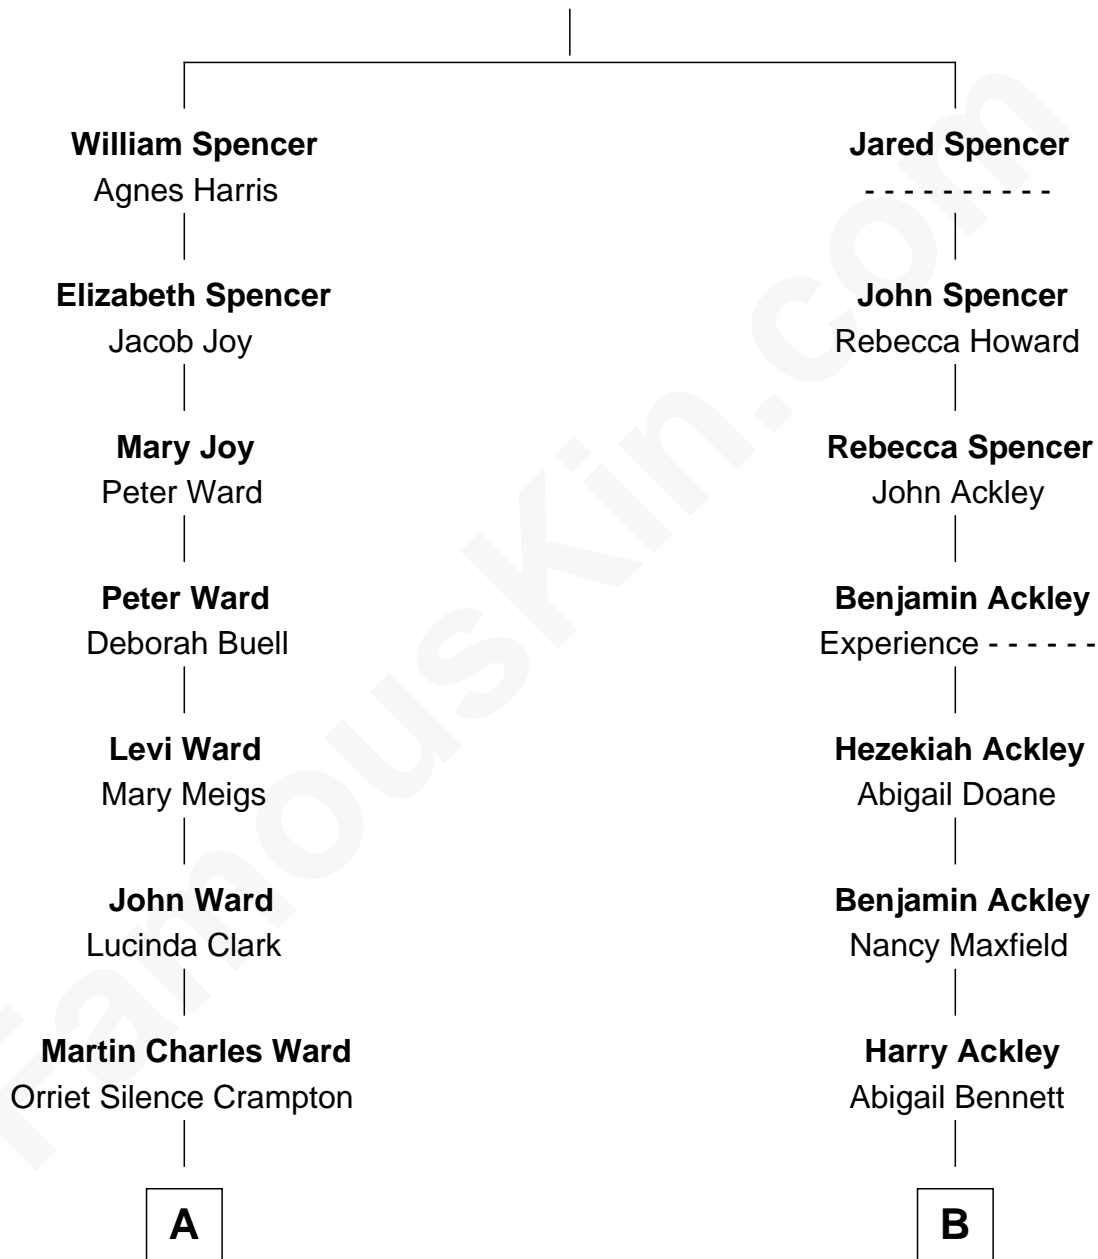 William Spencer
Agnes Harris
Elizabeth Spencer
Jacob Joy
Mary Joy
Peter Ward
Peter Ward
Deborah Buell
Levi Ward
Mary Meigs
John Ward
Lucinda Clark
Martin Charles Ward
Orriet Silence Crampton
A
Jared Spencer
- - - - - - - - - -
John Spencer
Rebecca Howard
Rebecca Spencer
John Ackley
Benjamin Ackley
Experience - - - - - -
Hezekiah Ackley
Abigail Doane
Benjamin Ackley
Nancy Maxfield
Harry Ackley
Abigail Bennett
B
FamousKin.com